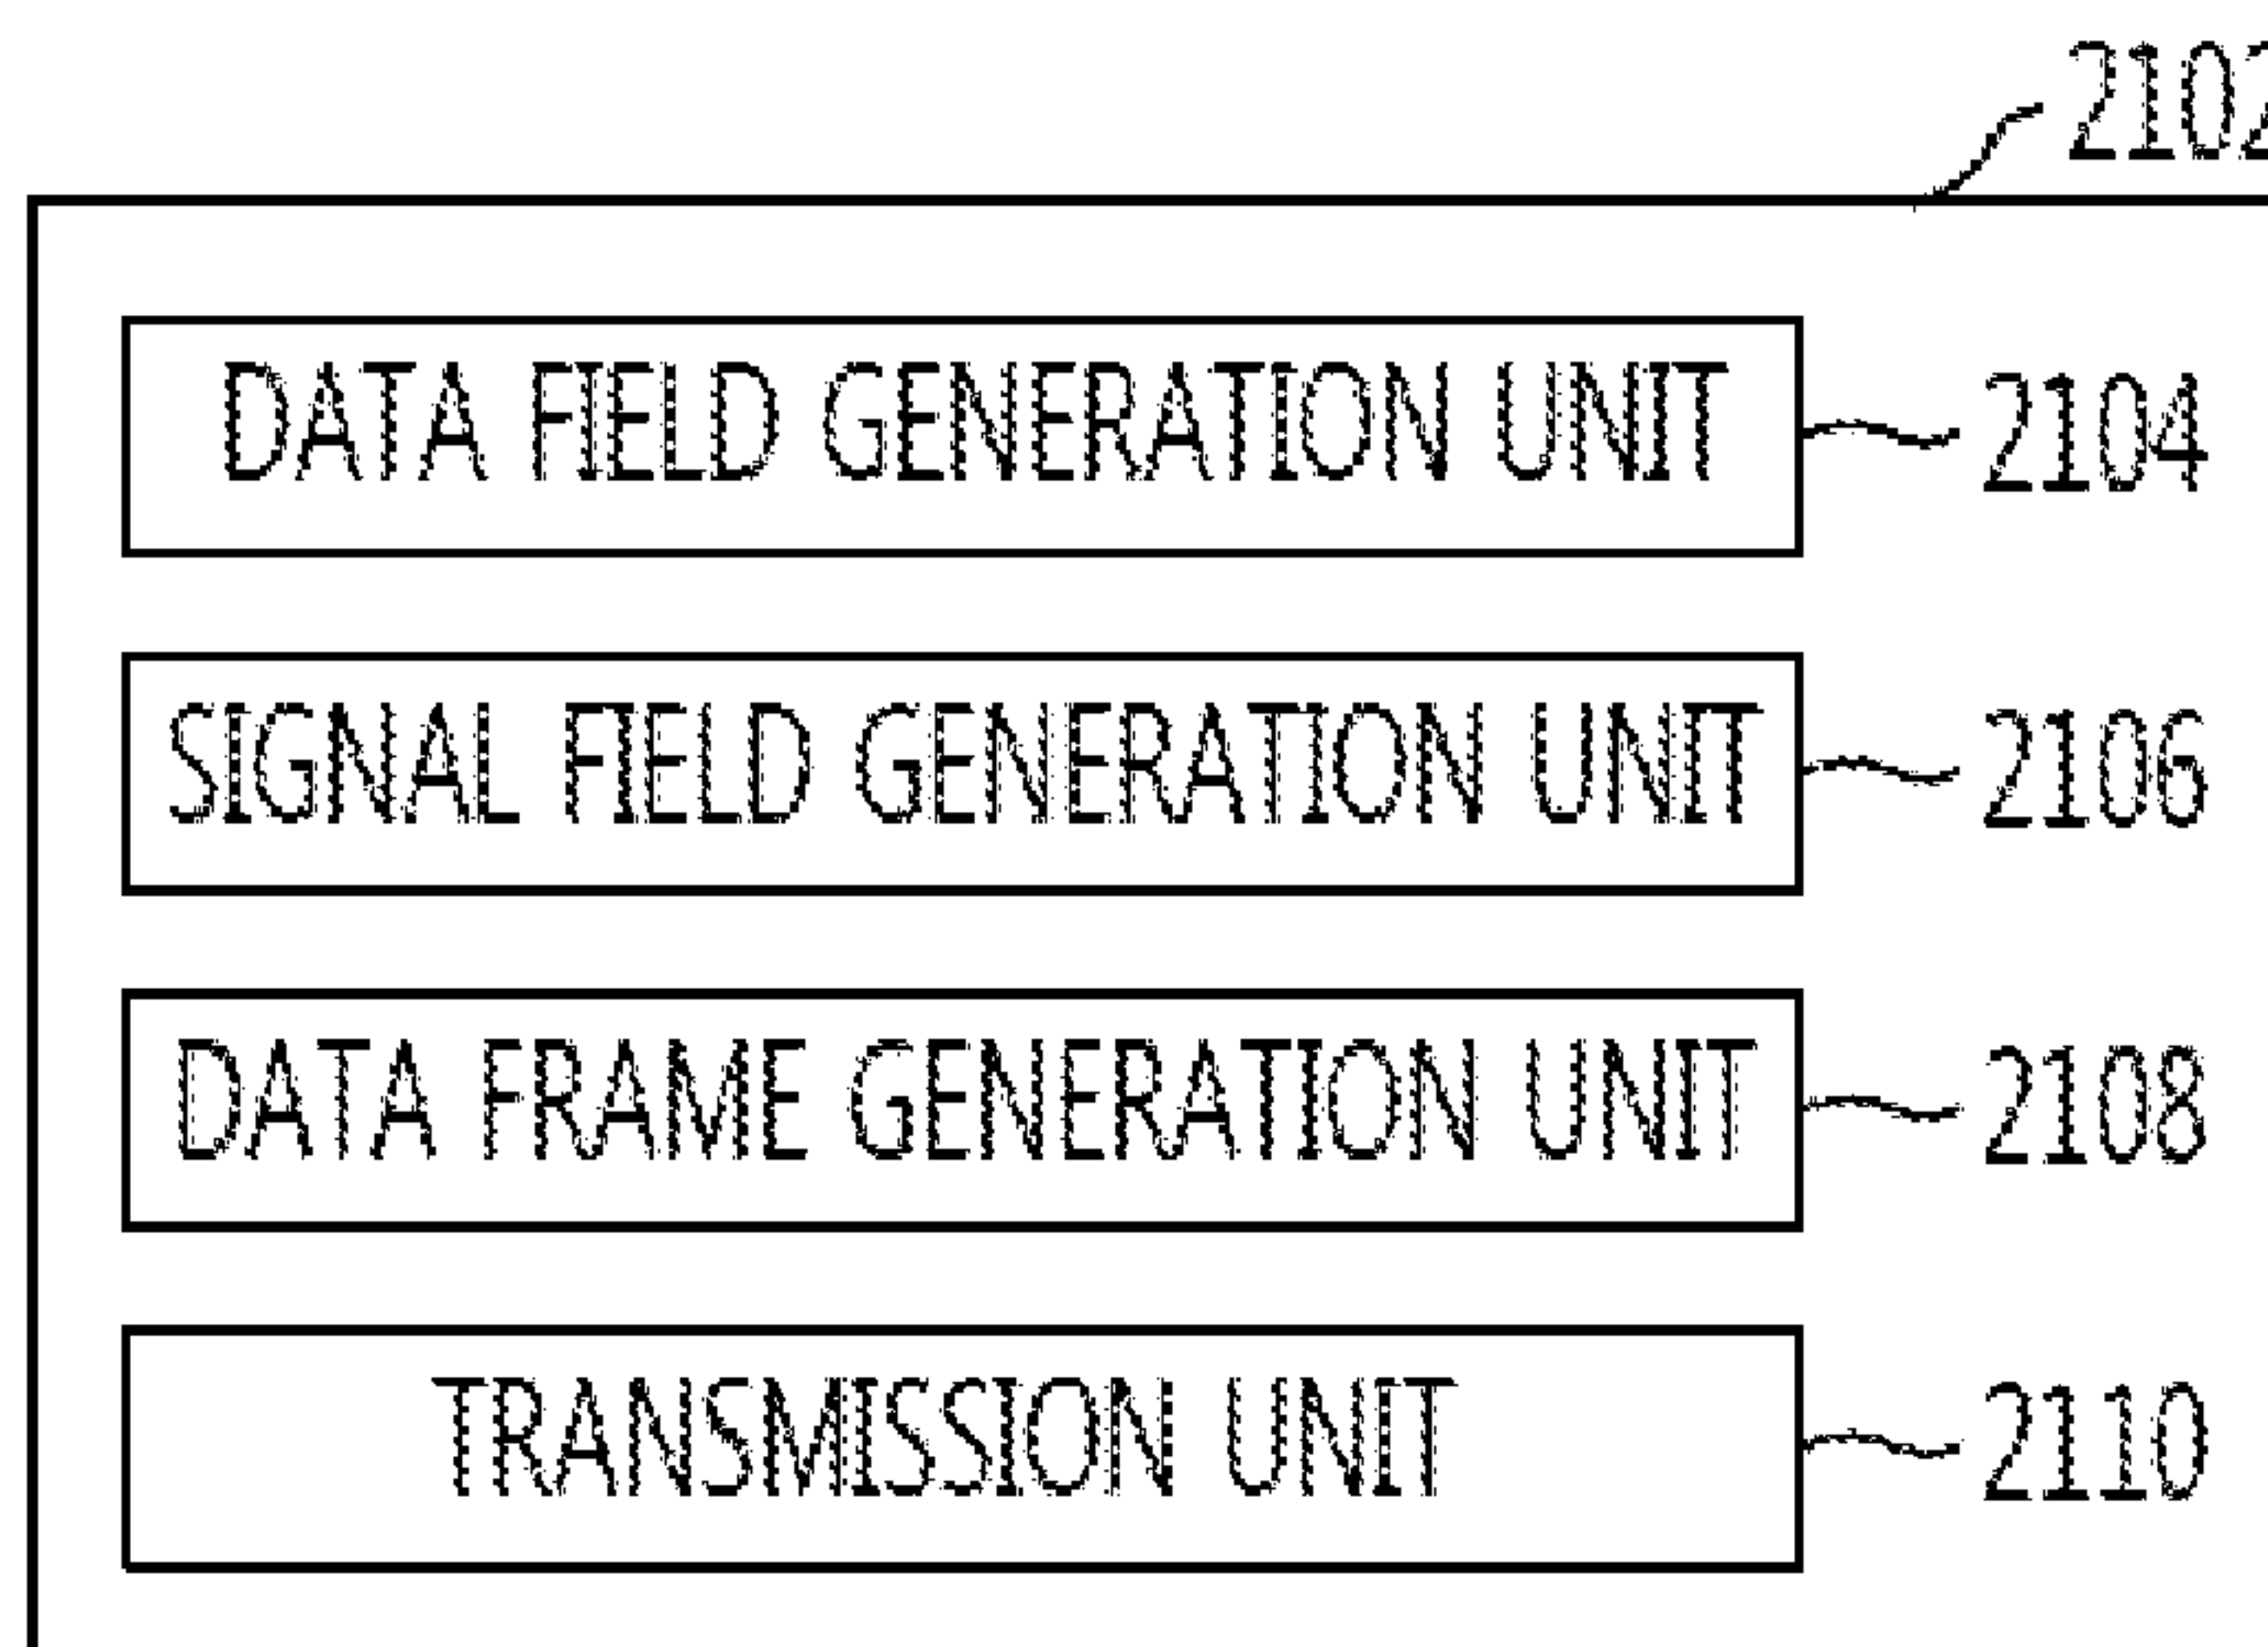 2102
DATA FIELD GENERATION UNIT 2104
SIGNAL FIELD GENERATION UNIT 2106
DATA FRAME GENERATION UNIT 2108
TRANSMISSION UNIT 2110